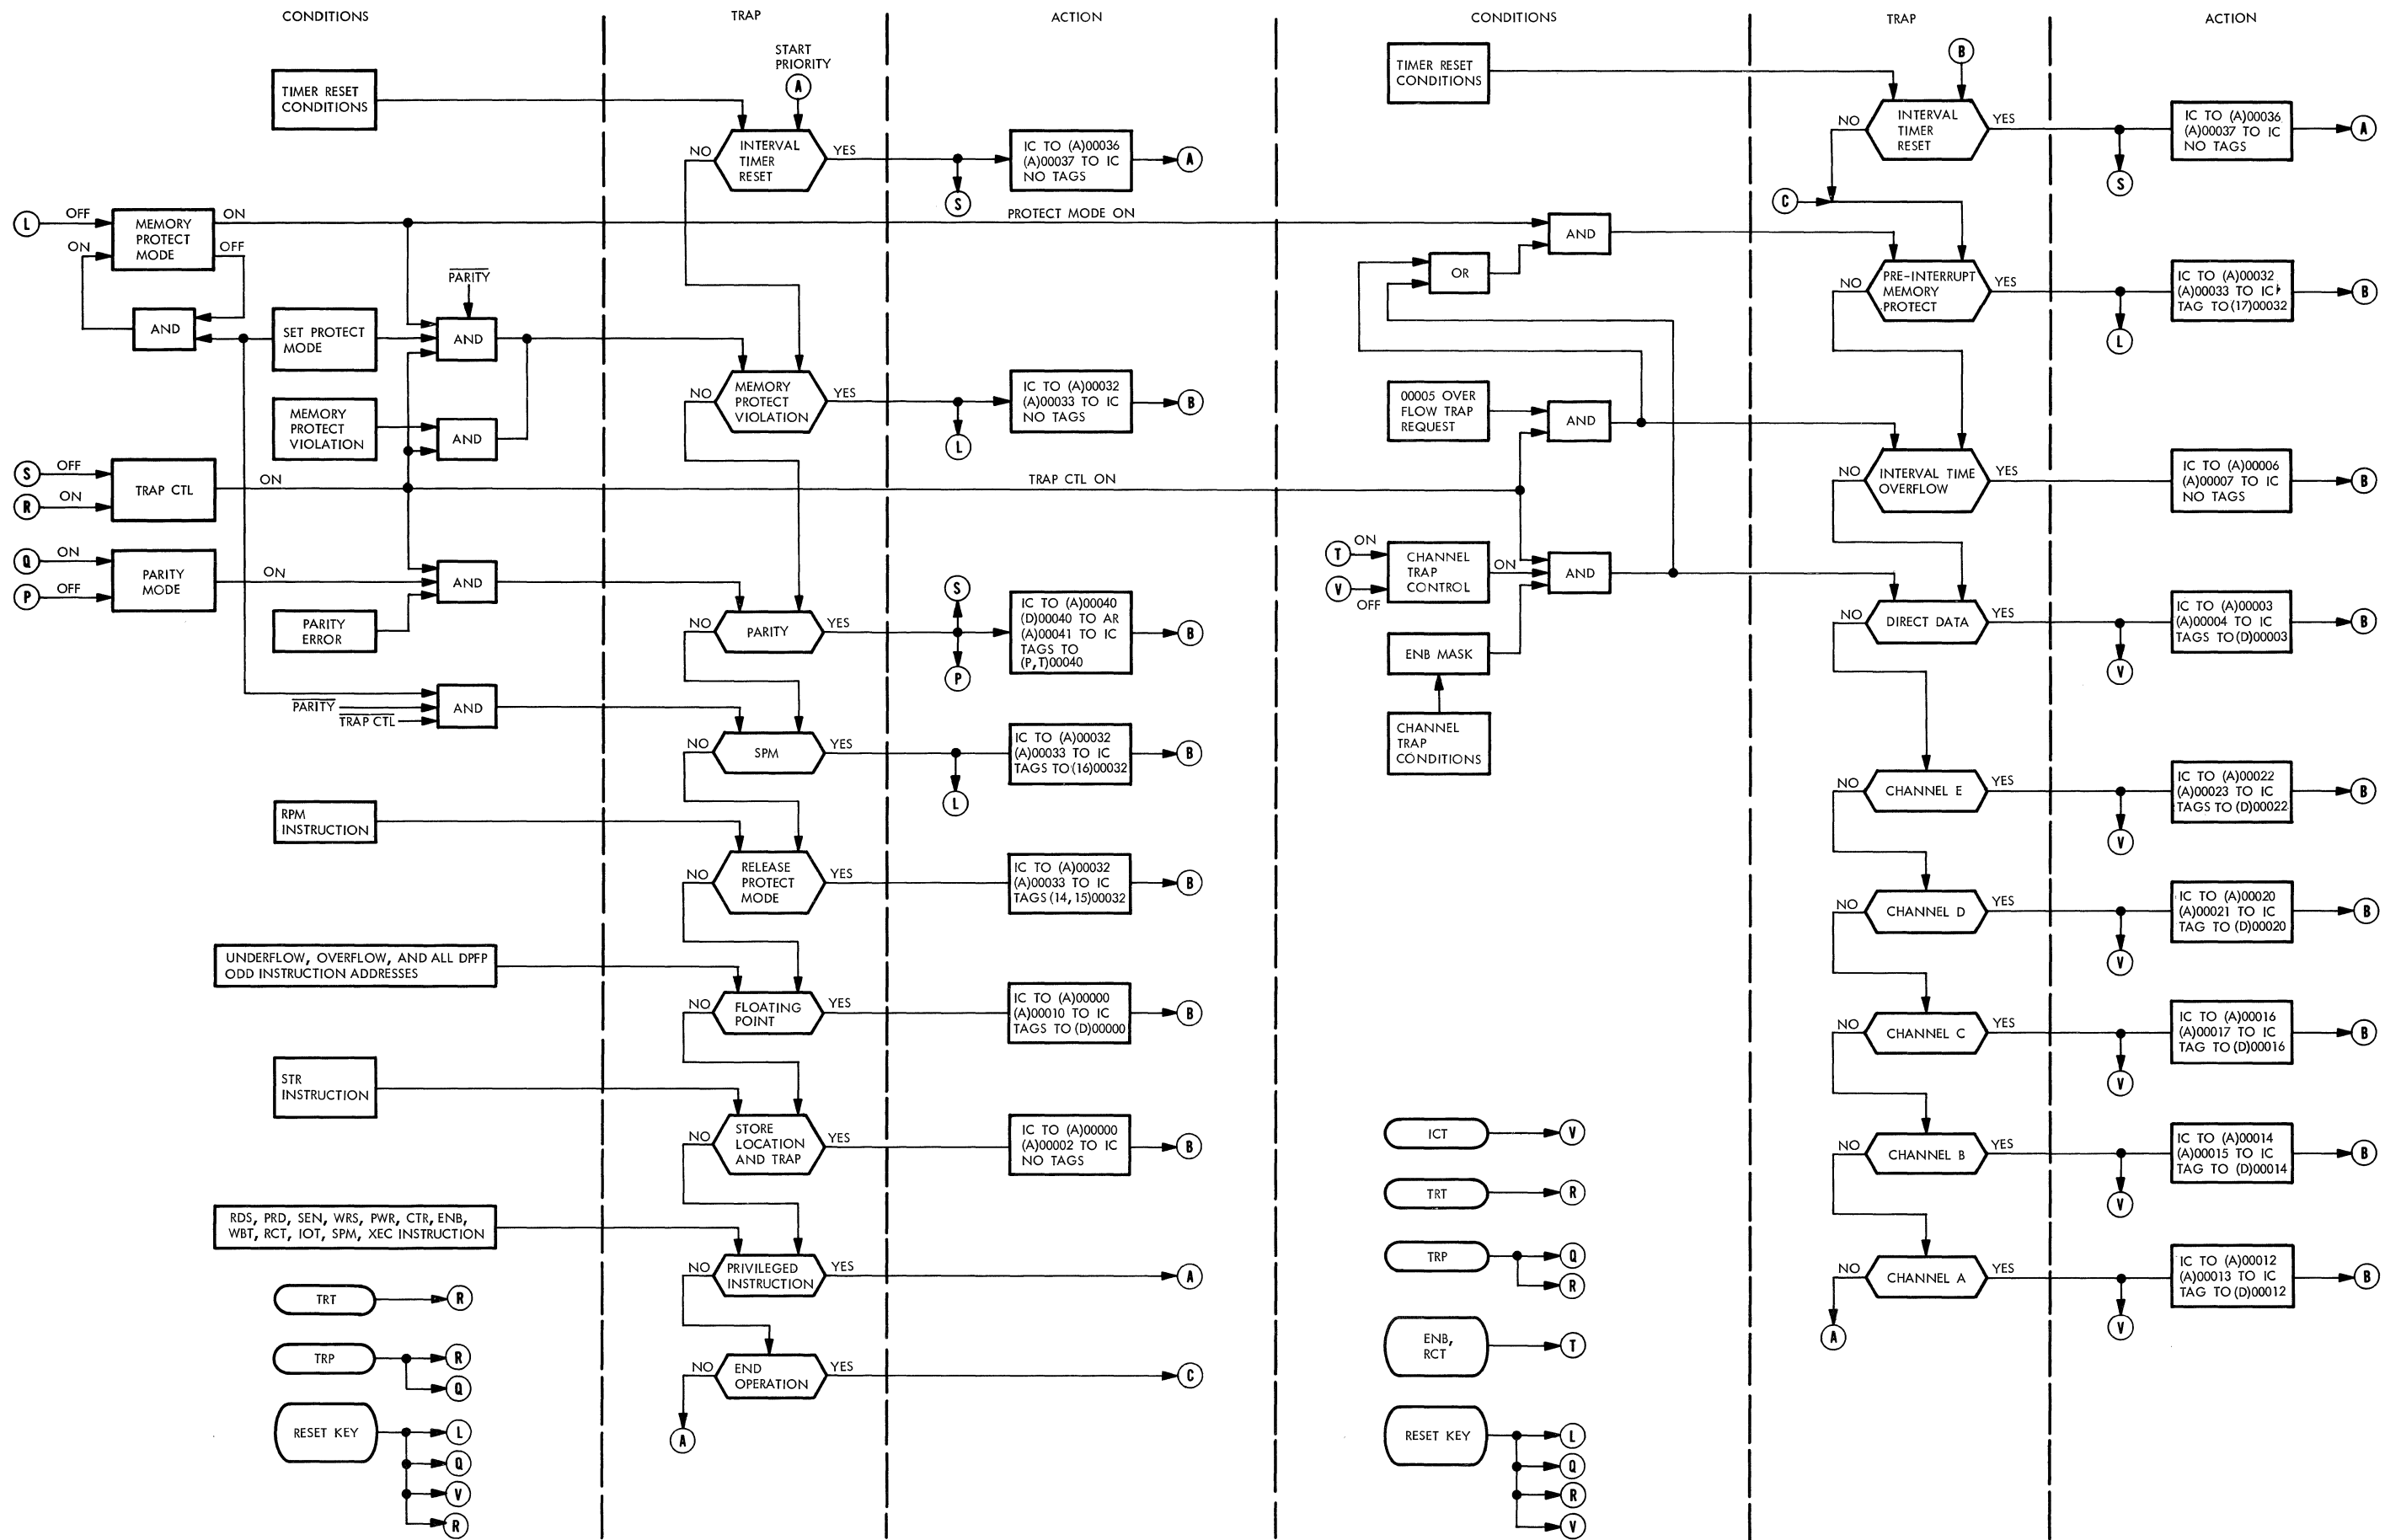 CONDITIONS
TRAP
ACTION
START
PRIORITY
A
TIMER RESET
CONDITIONS
NO
INTERVAL
TIMER
RESET
YES
S
IC TO (A)00036
(A)00037 TO IC
NO TAGS
A
L
OFF
ON
MEMORY
PROTECT
MODE
ON
OFF
PROTECT MODE ON
PARITY
AND
SET PROTECT
MODE
AND
MEMORY
PROTECT
VIOLATION
AND
NO
MEMORY
PROTECT
VIOLATION
YES
L
IC TO (A)00032
(A)00033 TO IC
NO TAGS
B
S
OFF
R
ON
TRAP CTL
ON
TRAP CTL ON
Q
ON
P
OFF
PARITY
MODE
ON
AND
PARITY
ERROR
NO
PARITY
YES
S
P
IC TO (A)00040
(D)00040 TO AR
(A)00041 TO IC
TAGS TO
(P,T)00040
B
PARITY
TRAP CTL
AND
NO
SPM
YES
L
IC TO (A)00032
(A)00033 TO IC
TAGS TO (16)00032
B
RPM
INSTRUCTION
NO
RELEASE
PROTECT
MODE
YES
IC TO (A)00032
(A)00033 TO IC
TAGS (14,15)00032
B
UNDERFLOW, OVERFLOW, AND ALL DPFP
ODD INSTRUCTION ADDRESSES
NO
FLOATING
POINT
YES
IC TO (A)00000
(A)00010 TO IC
TAGS TO (D)00000
B
STR
INSTRUCTION
NO
STORE
LOCATION
AND TRAP
YES
IC TO (A)00000
(A)00002 TO IC
NO TAGS
B
RDS, PRD, SEN, WRS, PWR, CTR, ENB,
WBT, RCT, IOT, SPM, XEC INSTRUCTION
NO
PRIVILEGED
INSTRUCTION
YES
A
TRT
R
TRP
R
Q
NO
END
OPERATION
YES
C
A
RESET KEY
L
Q
V
R
CONDITIONS
TRAP
ACTION
B
TIMER RESET
CONDITIONS
NO
INTERVAL
TIMER
RESET
YES
S
IC TO (A)00036
(A)00037 TO IC
NO TAGS
A
C
AND
OR
NO
PRE-INTERRUPT
MEMORY
PROTECT
YES
L
IC TO (A)00032
(A)00033 TO IC
TAG TO (17)00032
B
00005 OVER
FLOW TRAP
REQUEST
AND
NO
INTERVAL TIME
OVERFLOW
YES
IC TO (A)00006
(A)00007 TO IC
NO TAGS
B
T
ON
V
OFF
CHANNEL
TRAP
CONTROL
ON
AND
ENB MASK
CHANNEL
TRAP
CONDITIONS
NO
DIRECT DATA
YES
V
IC TO (A)00003
(A)00004 TO IC
TAGS TO (D)00003
B
NO
CHANNEL E
YES
V
IC TO (A)00022
(A)00023 TO IC
TAGS TO (D)00022
B
NO
CHANNEL D
YES
V
IC TO (A)00020
(A)00021 TO IC
TAG TO (D)00020
B
NO
CHANNEL C
YES
V
IC TO (A)00016
(A)00017 TO IC
TAG TO (D)00016
B
ICT
V
NO
CHANNEL B
YES
V
IC TO (A)00014
(A)00015 TO IC
TAG TO (D)00014
B
TRT
R
TRP
Q
R
NO
CHANNEL A
YES
V
IC TO (A)00012
(A)00013 TO IC
TAG TO (D)00012
B
A
ENB,
RCT
T
RESET KEY
L
Q
R
V